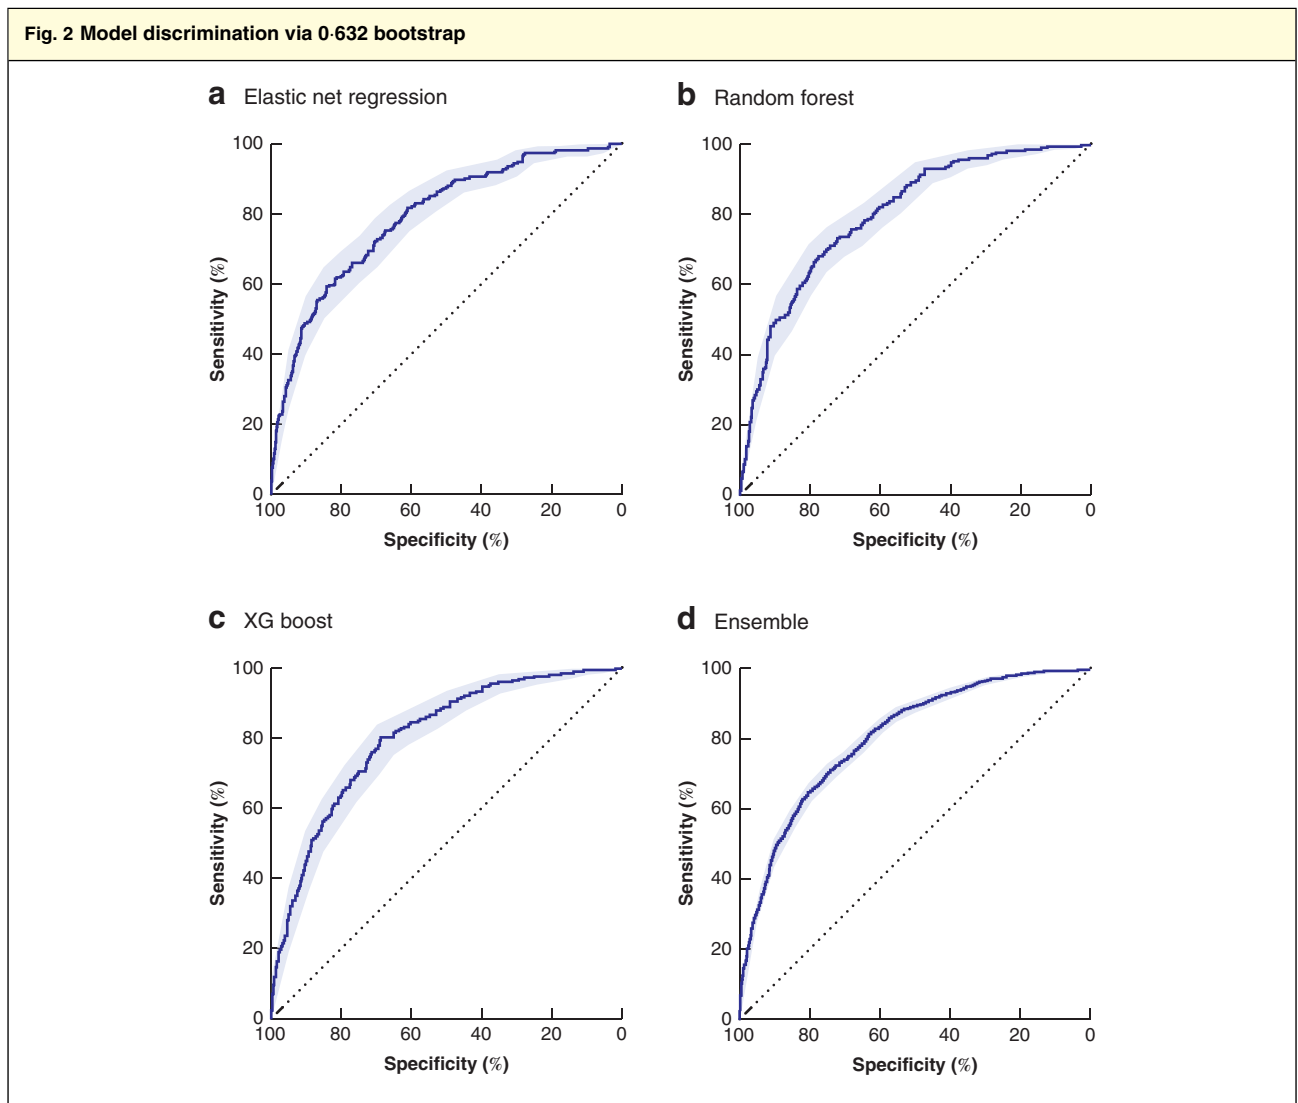 Fig. 2 Model discrimination via 0·632 bootstrap
a Elastic net regression
b Random forest
100
80
60
40
20
0
Sensitivity (%)
100 80 60 40 20 0
Specificity (%)
100
80
60
40
20
0
Sensitivity (%)
100 80 60 40 20 0
Specificity (%)
c XG boost
d Ensemble
100
80
60
40
20
0
Sensitivity (%)
100 80 60 40 20 0
Specificity (%)
100
80
60
40
20
0
Sensitivity (%)
100 80 60 40 20 0
Specificity (%)